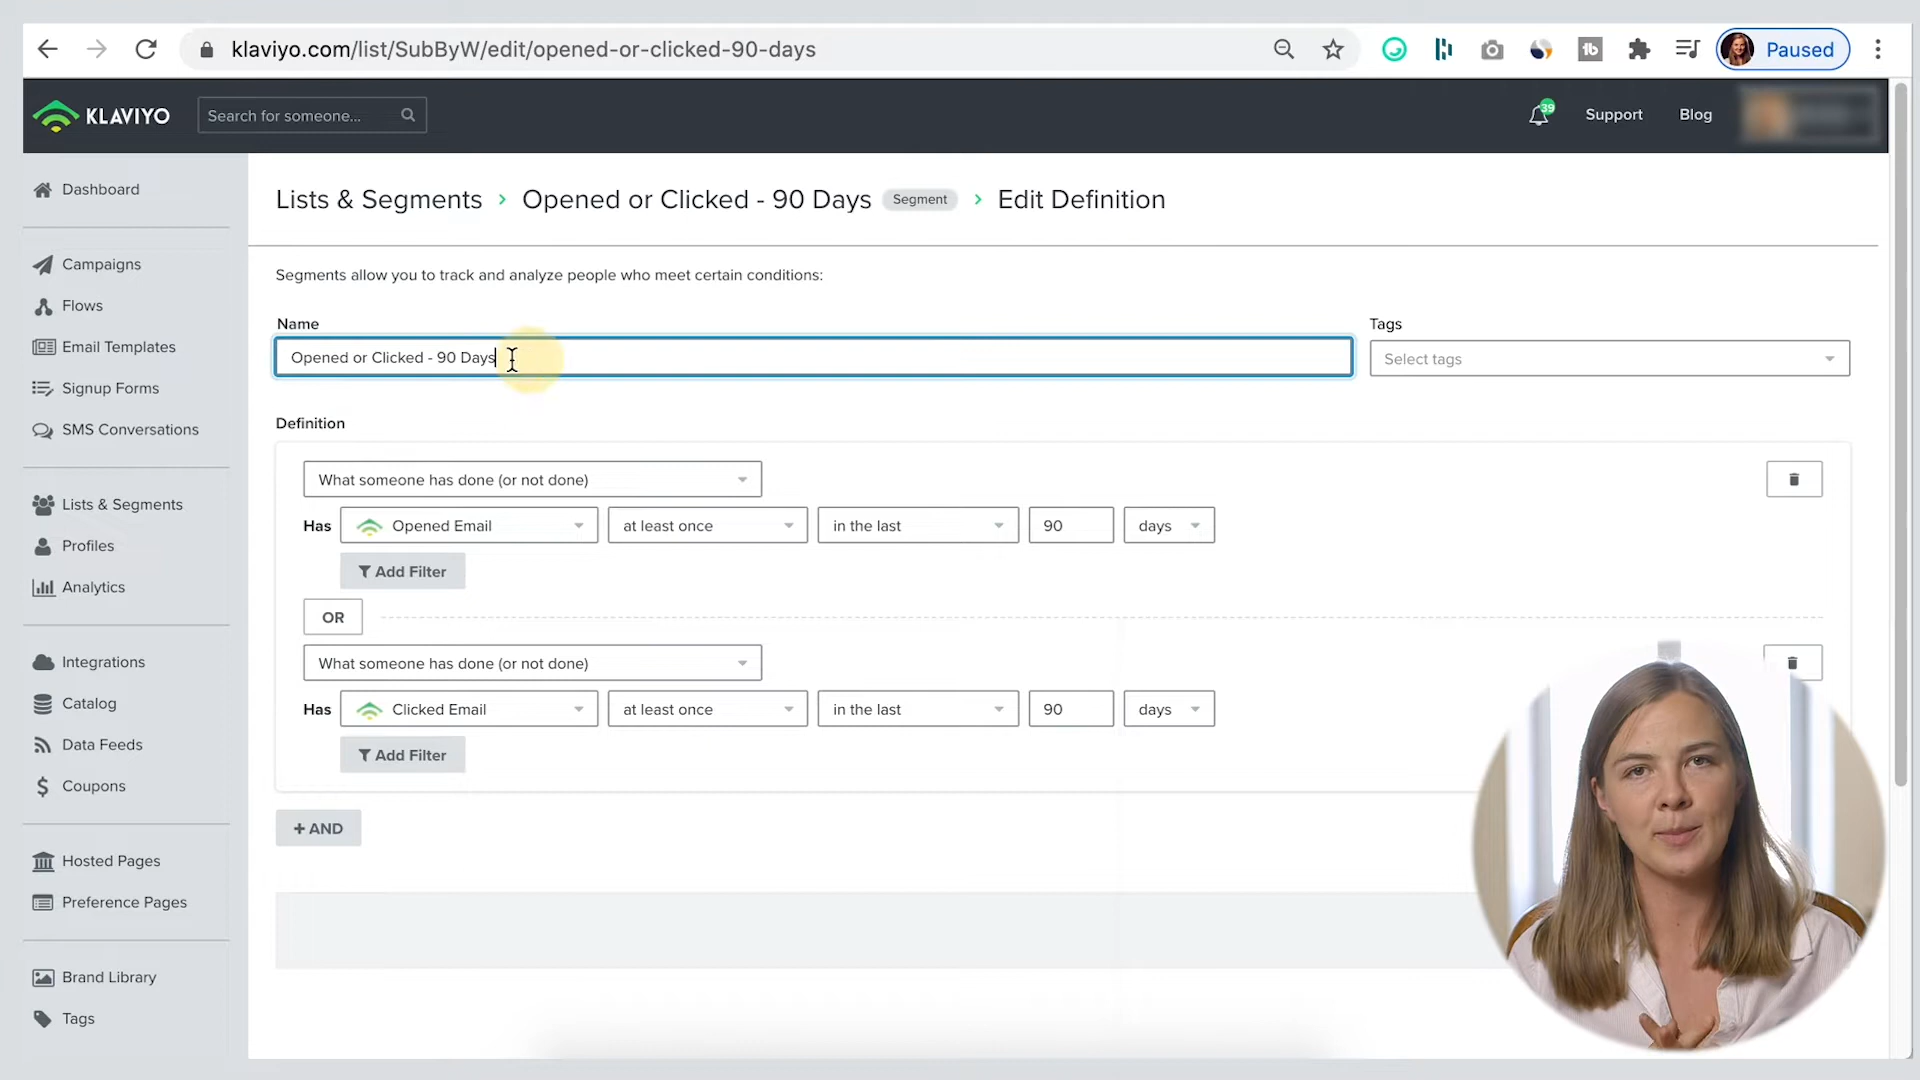 klaviyo.com/list/SubByW/edit/opened-or-clicked-90-days
tb
Paused
KLAVIYO
Search for someone...
39
Support
Blog
Dashboard
Campaigns
Flows
Email Templates
Signup Forms
SMS Conversations
Lists & Segments
Profiles
Analytics
Integrations
Catalog
Data Feeds
Coupons
Hosted Pages
Preference Pages
Brand Library
Tags
Lists & Segments › Opened or Clicked - 90 Days Segment › Edit Definition
Segments allow you to track and analyze people who meet certain conditions:
Name
Opened or Clicked - 90 Days
Tags
Select tags
Definition
What someone has done (or not done)
Has Opened Email at least once in the last 90 days
Add Filter
OR
What someone has done (or not done)
Has Clicked Email at least once in the last 90 days
Add Filter
+ AND